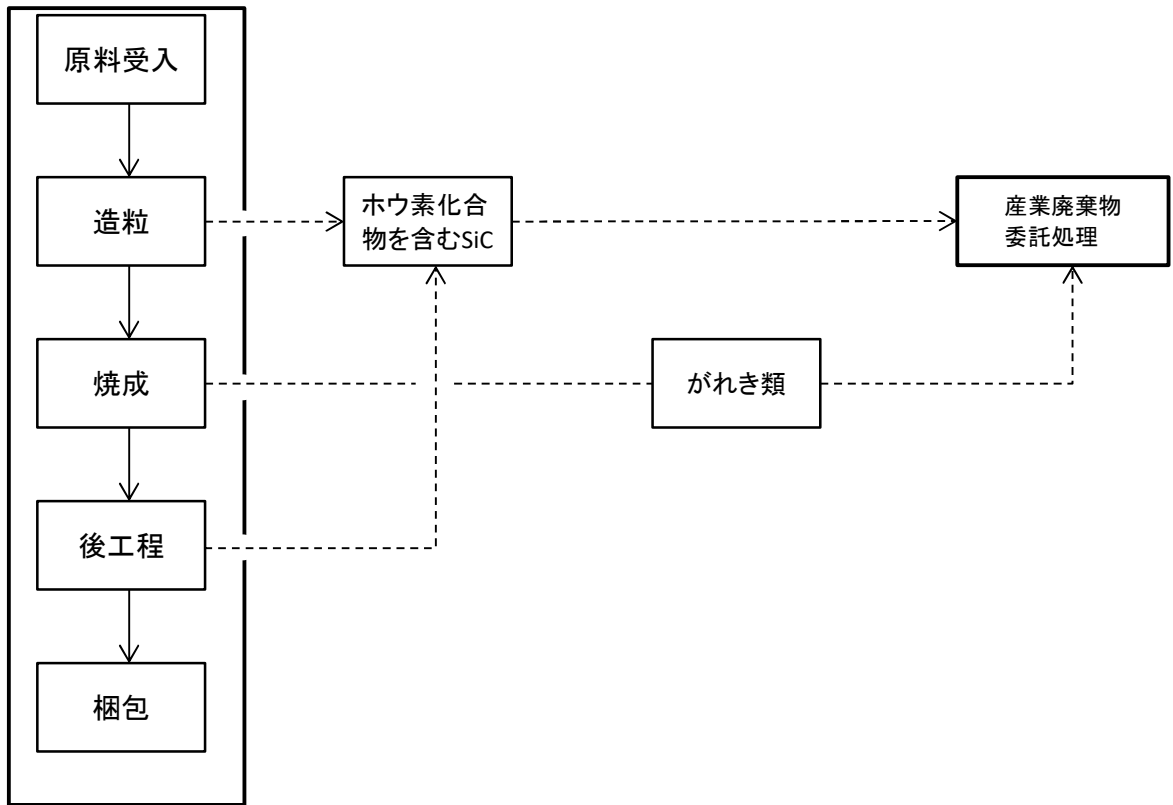 原料受入
造粒
ホウ素化合
物を含むSiC
産業廃棄物
委託処理
焼成
がれき類
後工程
梱包